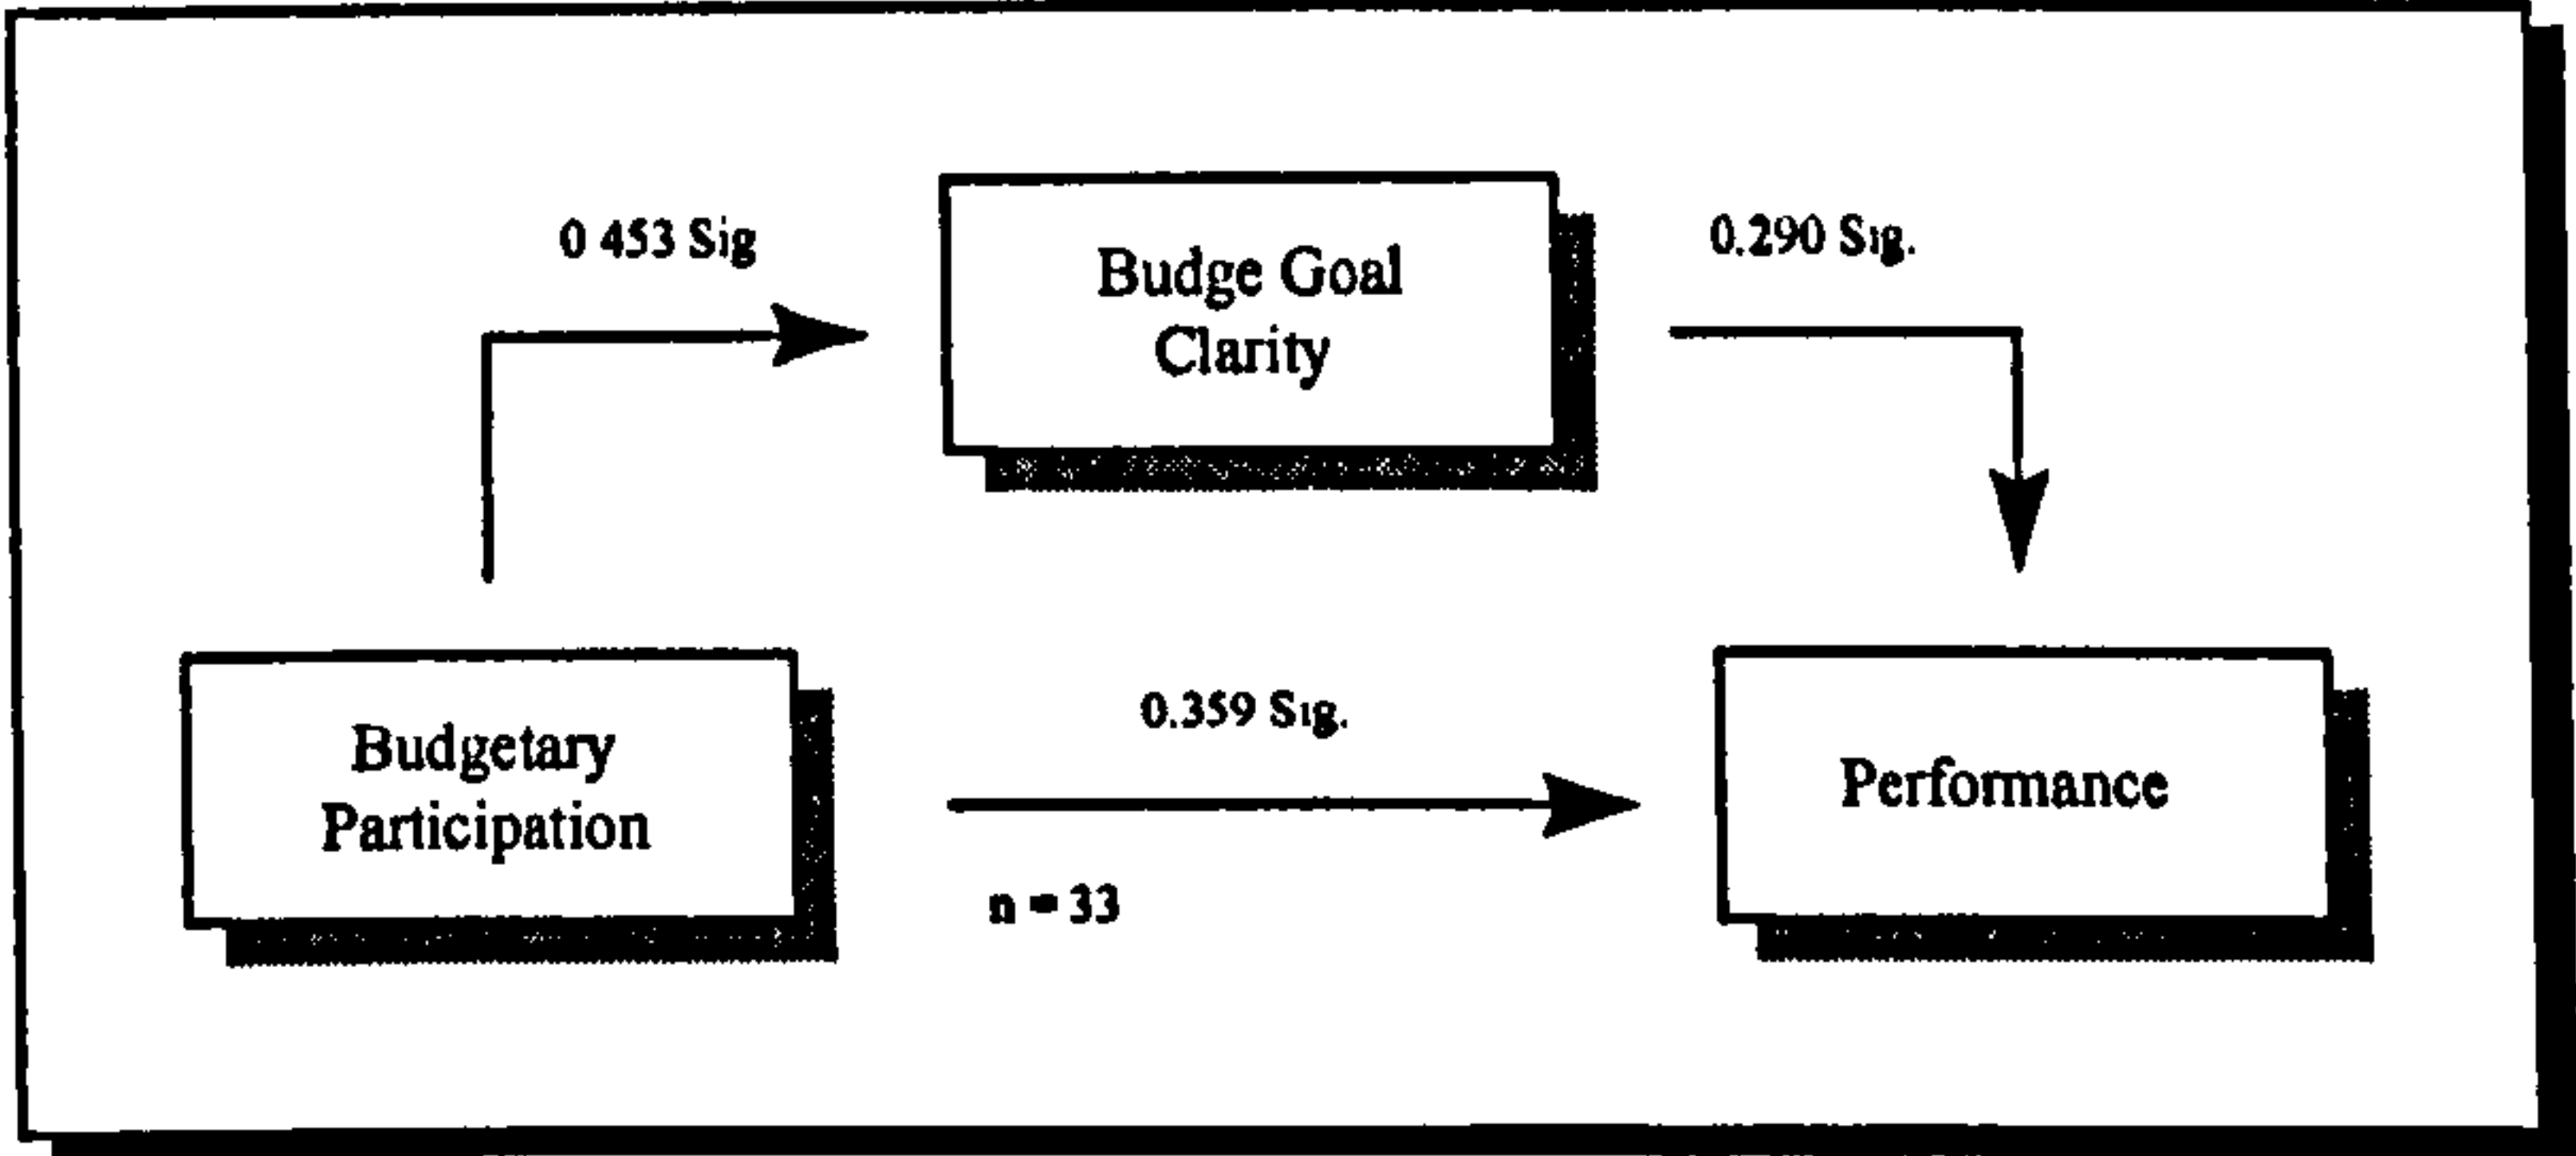 0 453 Sig
0.290 Sig.
Budge Goal
Clarity
0.359 Sig.
Budgetary
Participation
Performance
n = 33